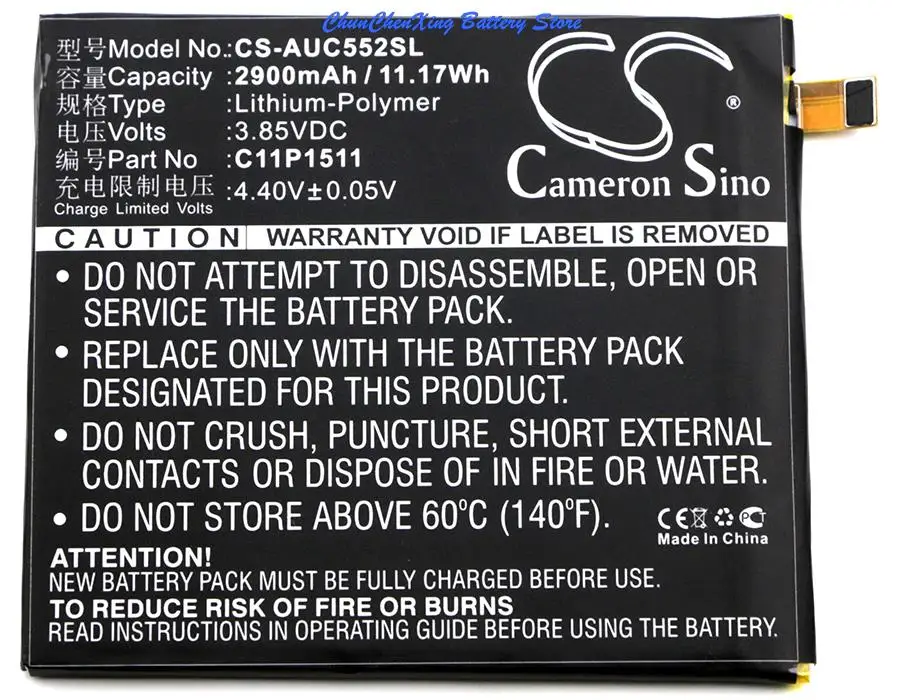 ChunChenXing Battery Store
型号Model No.:CS-AUC552SL
容量Capacity :2900mAh / 11.17Wh
规格Type :Lithium-Polymer
电压Volts :3.85VDC
编号Part No :C11P1511
充电限制电压:4.40V±0.05V
Charge Limited Volts
CS ®
Cameron Sino
CAUTION WARRANTY VOID IF LABEL IS REMOVED
• DO NOT ATTEMPT TO DISASSEMBLE, OPEN OR
SERVICE THE BATTERY PACK.
• REPLACE ONLY WITH THE BATTERY PACK
DESIGNATED FOR THIS PRODUCT.
• DO NOT CRUSH, PUNCTURE, SHORT EXTERNAL
CONTACTS OR DISPOSE OF IN FIRE OR WATER.
• DO NOT STORE ABOVE 60°C (140°F).
CE PCT
Made In China
ATTENTION!
NEW BATTERY PACK MUST BE FULLY CHARGED BEFORE USE.
TO REDUCE RISK OF FIRE OR BURNS
READ INSTRUCTIONS IN OPERATING GUIDE BEFORE USING THE BATTERY PACK.